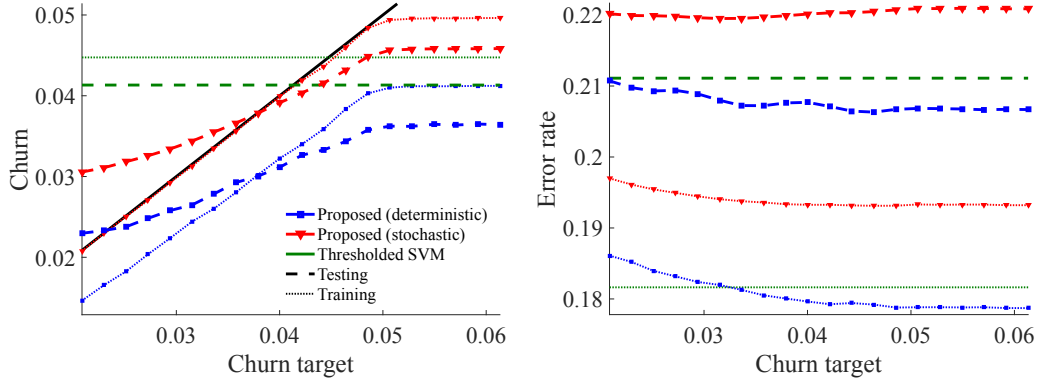 0.05
0.04
0.03
0.02
Churn
0.03
0.04
0.05
0.06
Churn target
Proposed (deterministic)
Proposed (stochastic)
Thresholded SVM
Testing
Training
0.22
0.21
0.2
0.19
0.18
Error rate
0.03
0.04
0.05
0.06
Churn target